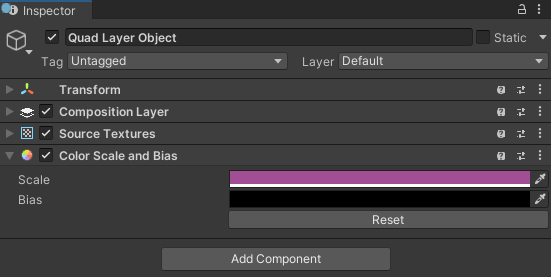 Inspector
Quad Layer Object
Static
Tag Untagged Layer Default
Transform
Composition Layer
Source Textures
Color Scale and Bias
Scale
Bias
Reset
Add Component